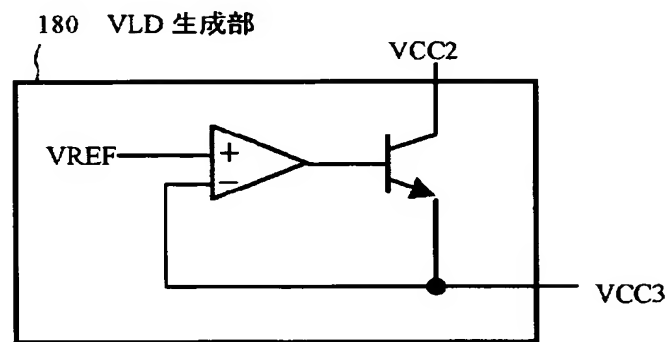 180 VLD 生成部
VCC2
VREF
+
−
VCC3